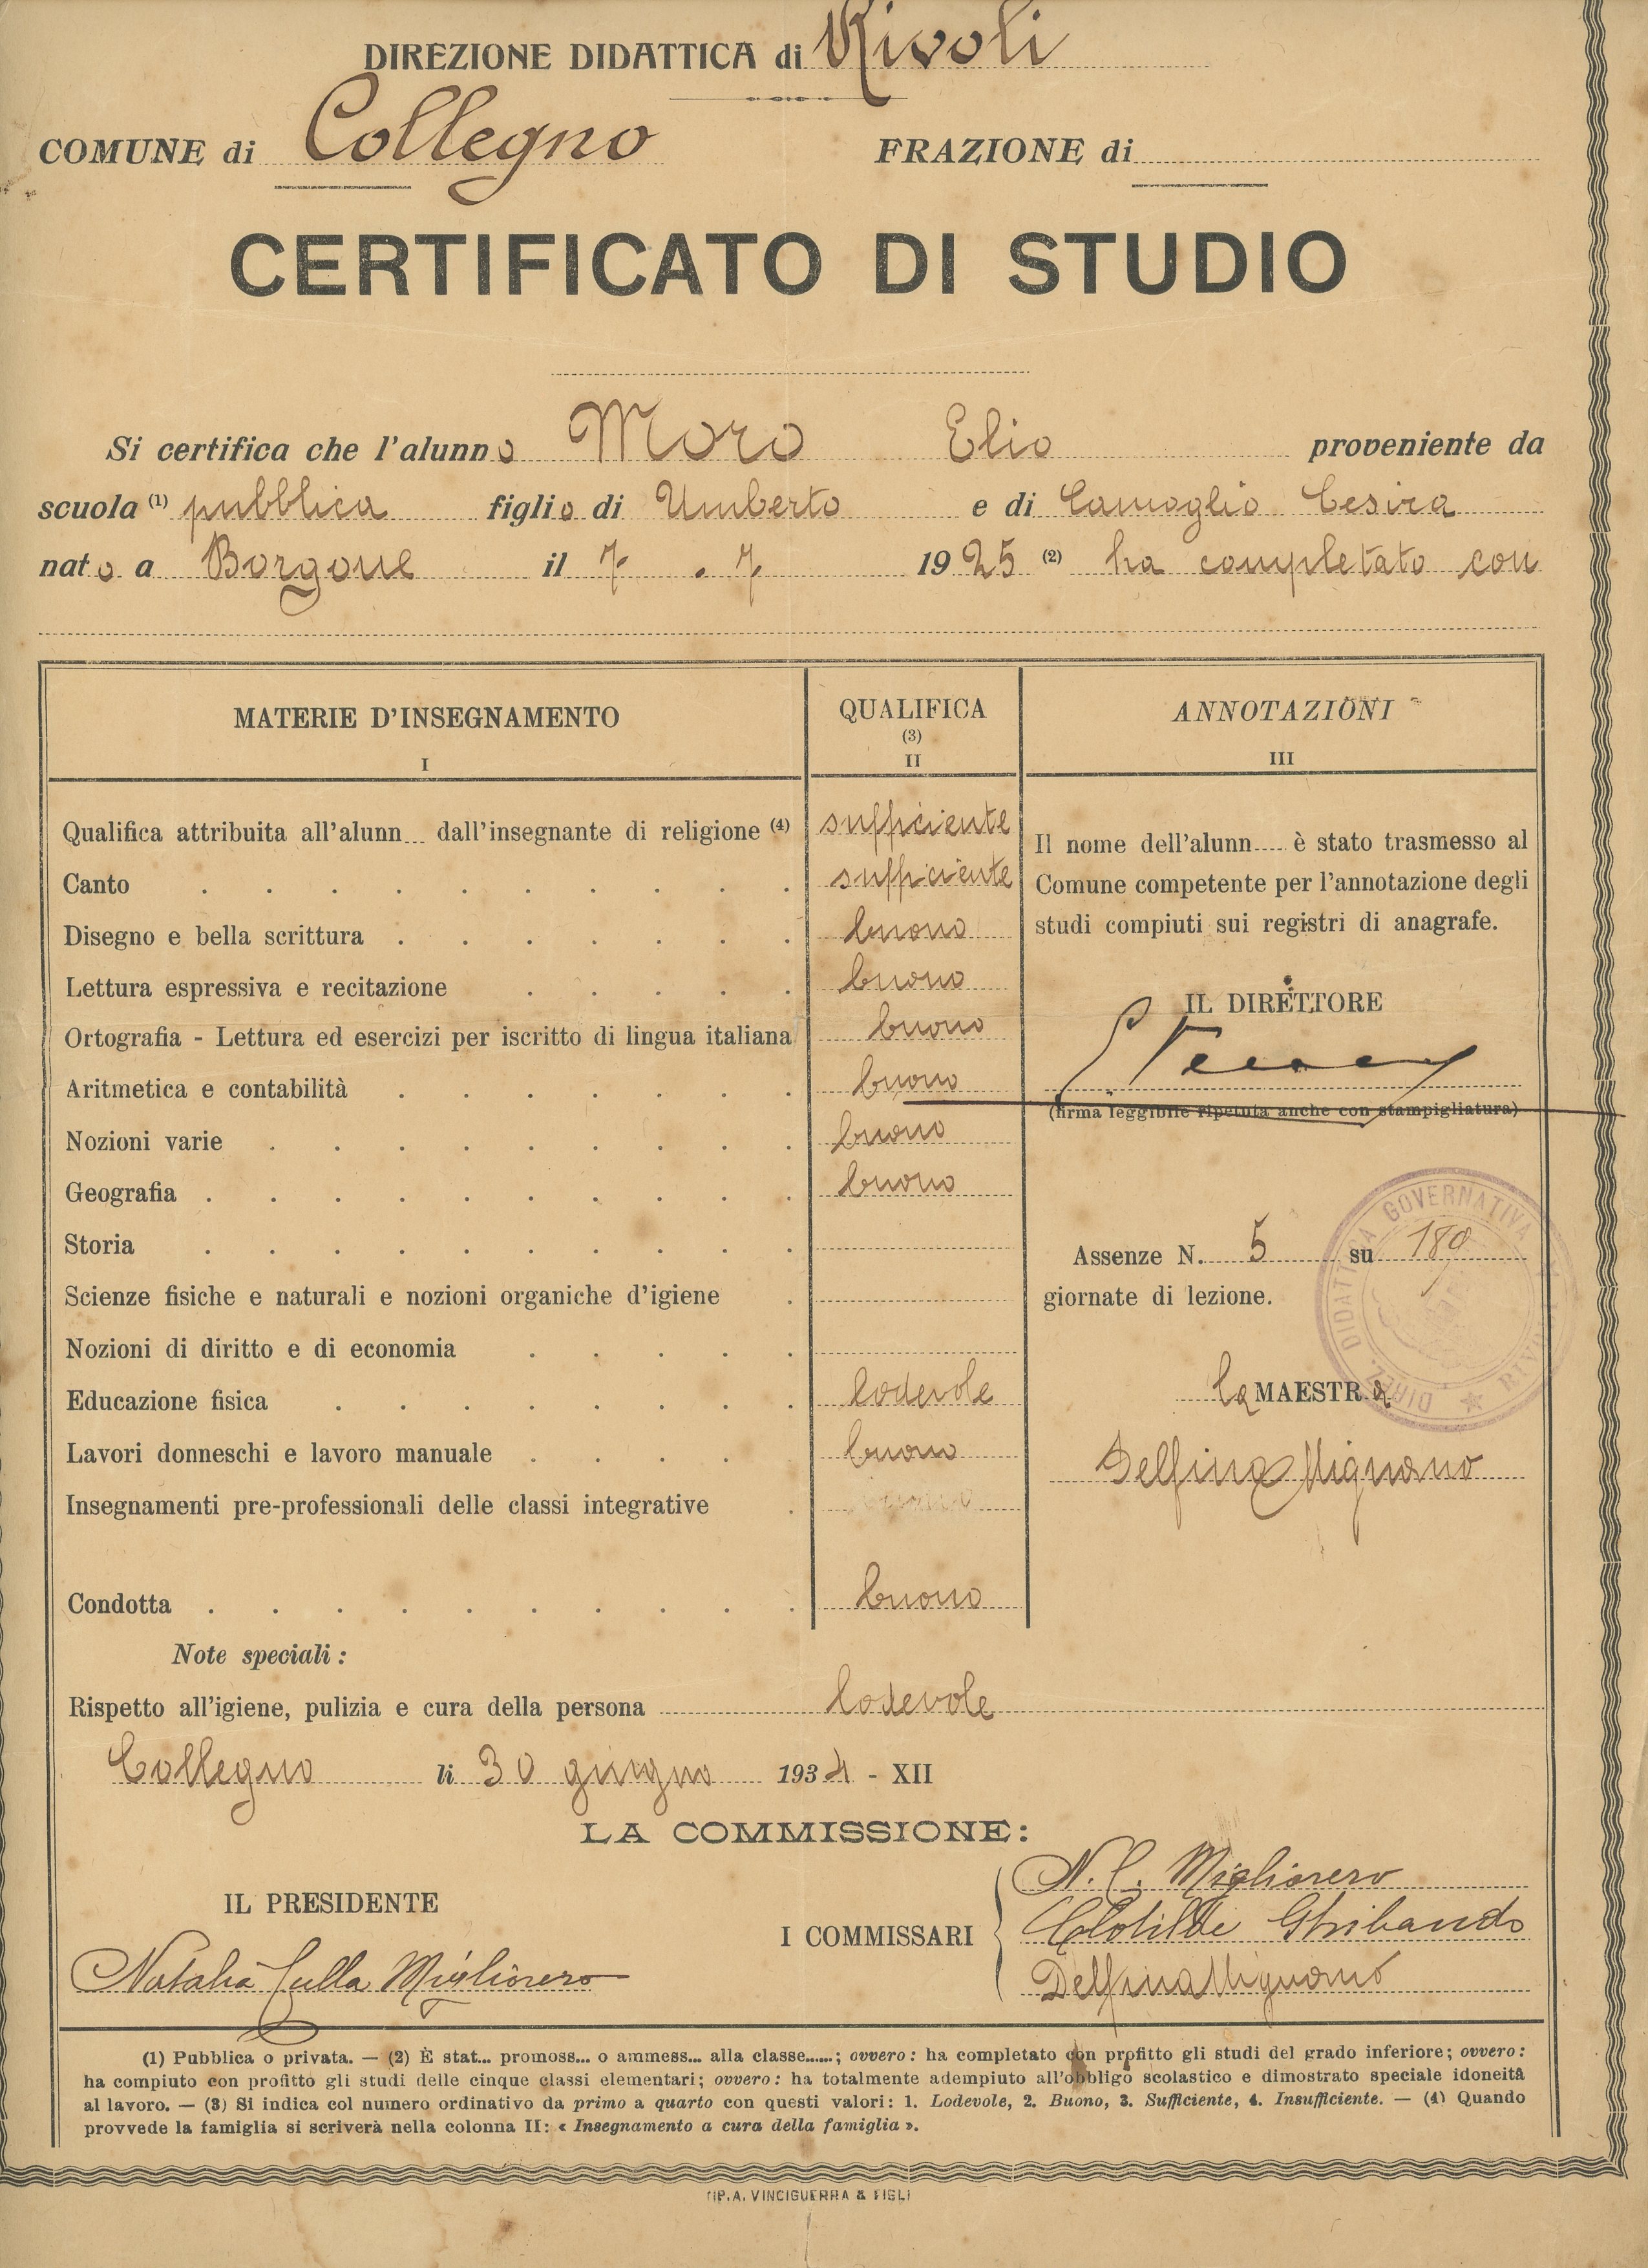 DIREZIONE DIDATTICA di Rivoli
COMUNE di Collegno FRAZIONE di
CERTIFICATO DI STUDIO
Si certifica che l'alunno Moro Elio proveniente da
scuola (1) pubblica figlio di Umberto e di Camoglio Cesira
nato a Borgone il 7 . 7 1925 (2) ha completato con
MATERIE D'INSEGNAMENTO QUALIFICA ANNOTAZIONI
(3)
I II III
Qualifica attribuita all'alunn... dall'insegnante di religione (4) sufficiente
Canto sufficiente
Disegno e bella scrittura buono
Lettura espressiva e recitazione buono
Ortografia - Lettura ed esercizi per iscritto di lingua italiana buono
Aritmetica e contabilità buono
Nozioni varie buono
Geografia buono
Storia
Scienze fisiche e naturali e nozioni organiche d'igiene
Nozioni di diritto e di economia
Educazione fisica lodevole
Lavori donneschi e lavoro manuale buono
Insegnamenti pre-professionali delle classi integrative
Condotta buono
Il nome dell'alunn..... è stato trasmesso al
Comune competente per l'annotazione degli
studi compiuti sui registri di anagrafe.
IL DIRETTORE
(firma leggibile ripetuta anche con stampigliatura)
Assenze N. 5 su 180
giornate di lezione.
DIREZ. DIDATTICA GOVERNATIVA RIVOLI
La MAESTRA
Delfina Mignano
Note speciali :
Rispetto all'igiene, pulizia e cura della persona lodevole
Collegno li 30 giugno 1934 - XII
LA COMMISSIONE:
IL PRESIDENTE
Natalia Culla Migliorero
I COMMISSARI
N. C. Migliorero
Clotilde Ghibaudo
Delfina Mignano
(1) Pubblica o privata. — (2) È stat... promoss... o ammess... alla classe......; ovvero: ha completato con profitto gli studi del grado inferiore; ovvero:
ha compiuto con profitto gli studi delle cinque classi elementari; ovvero: ha totalmente adempiuto all'obbligo scolastico e dimostrato speciale idoneità
al lavoro. — (3) Si indica col numero ordinativo da primo a quarto con questi valori: 1. Lodevole, 2. Buono, 3. Sufficiente, 4. Insufficiente. — (4) Quando
provvede la famiglia si scriverà nella colonna II: « Insegnamento a cura della famiglia ».
TIP. A. VINCIGUERRA & FIGLI